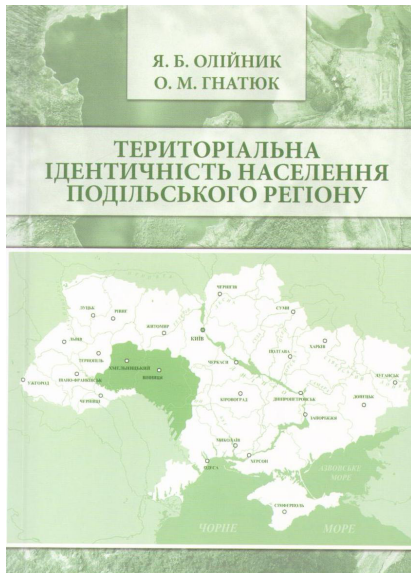 Я. Б. ОЛІЙНИК
О. М. ГНАТЮК
ТЕРИТОРІАЛЬНА
ІДЕНТИЧНІСТЬ НАСЕЛЕННЯ
ПОДІЛЬСЬКОГО РЕГІОНУ
ЧЕРНІГІВ
ЛУЦЬК
РІВНЕ
СУМИ
ЖИТОМИР
КИЇВ
ЛЬВІВ
ХАРКІВ
ПОЛТАВА
ТЕРНОПІЛЬ
ХМЕЛЬНИЦЬКИЙ
ЧЕРКАСИ
ВІННИЦЯ
ЛУГАНСЬК
УЖГОРОД
ІВАНО-ФРАНКІВСЬК
КІРОВОГРАД
ДНІПРОПЕТРОВСЬК
ДОНЕЦЬК
ЧЕРНІВЦІ
ЗАПОРІЖЖЯ
МИКОЛАЇВ
ХЕРСОН
ОДЕСА
АЗОВСЬКЕ
МОРЕ
СІМФЕРОПОЛЬ
ЧОРНЕ
МОРЕ